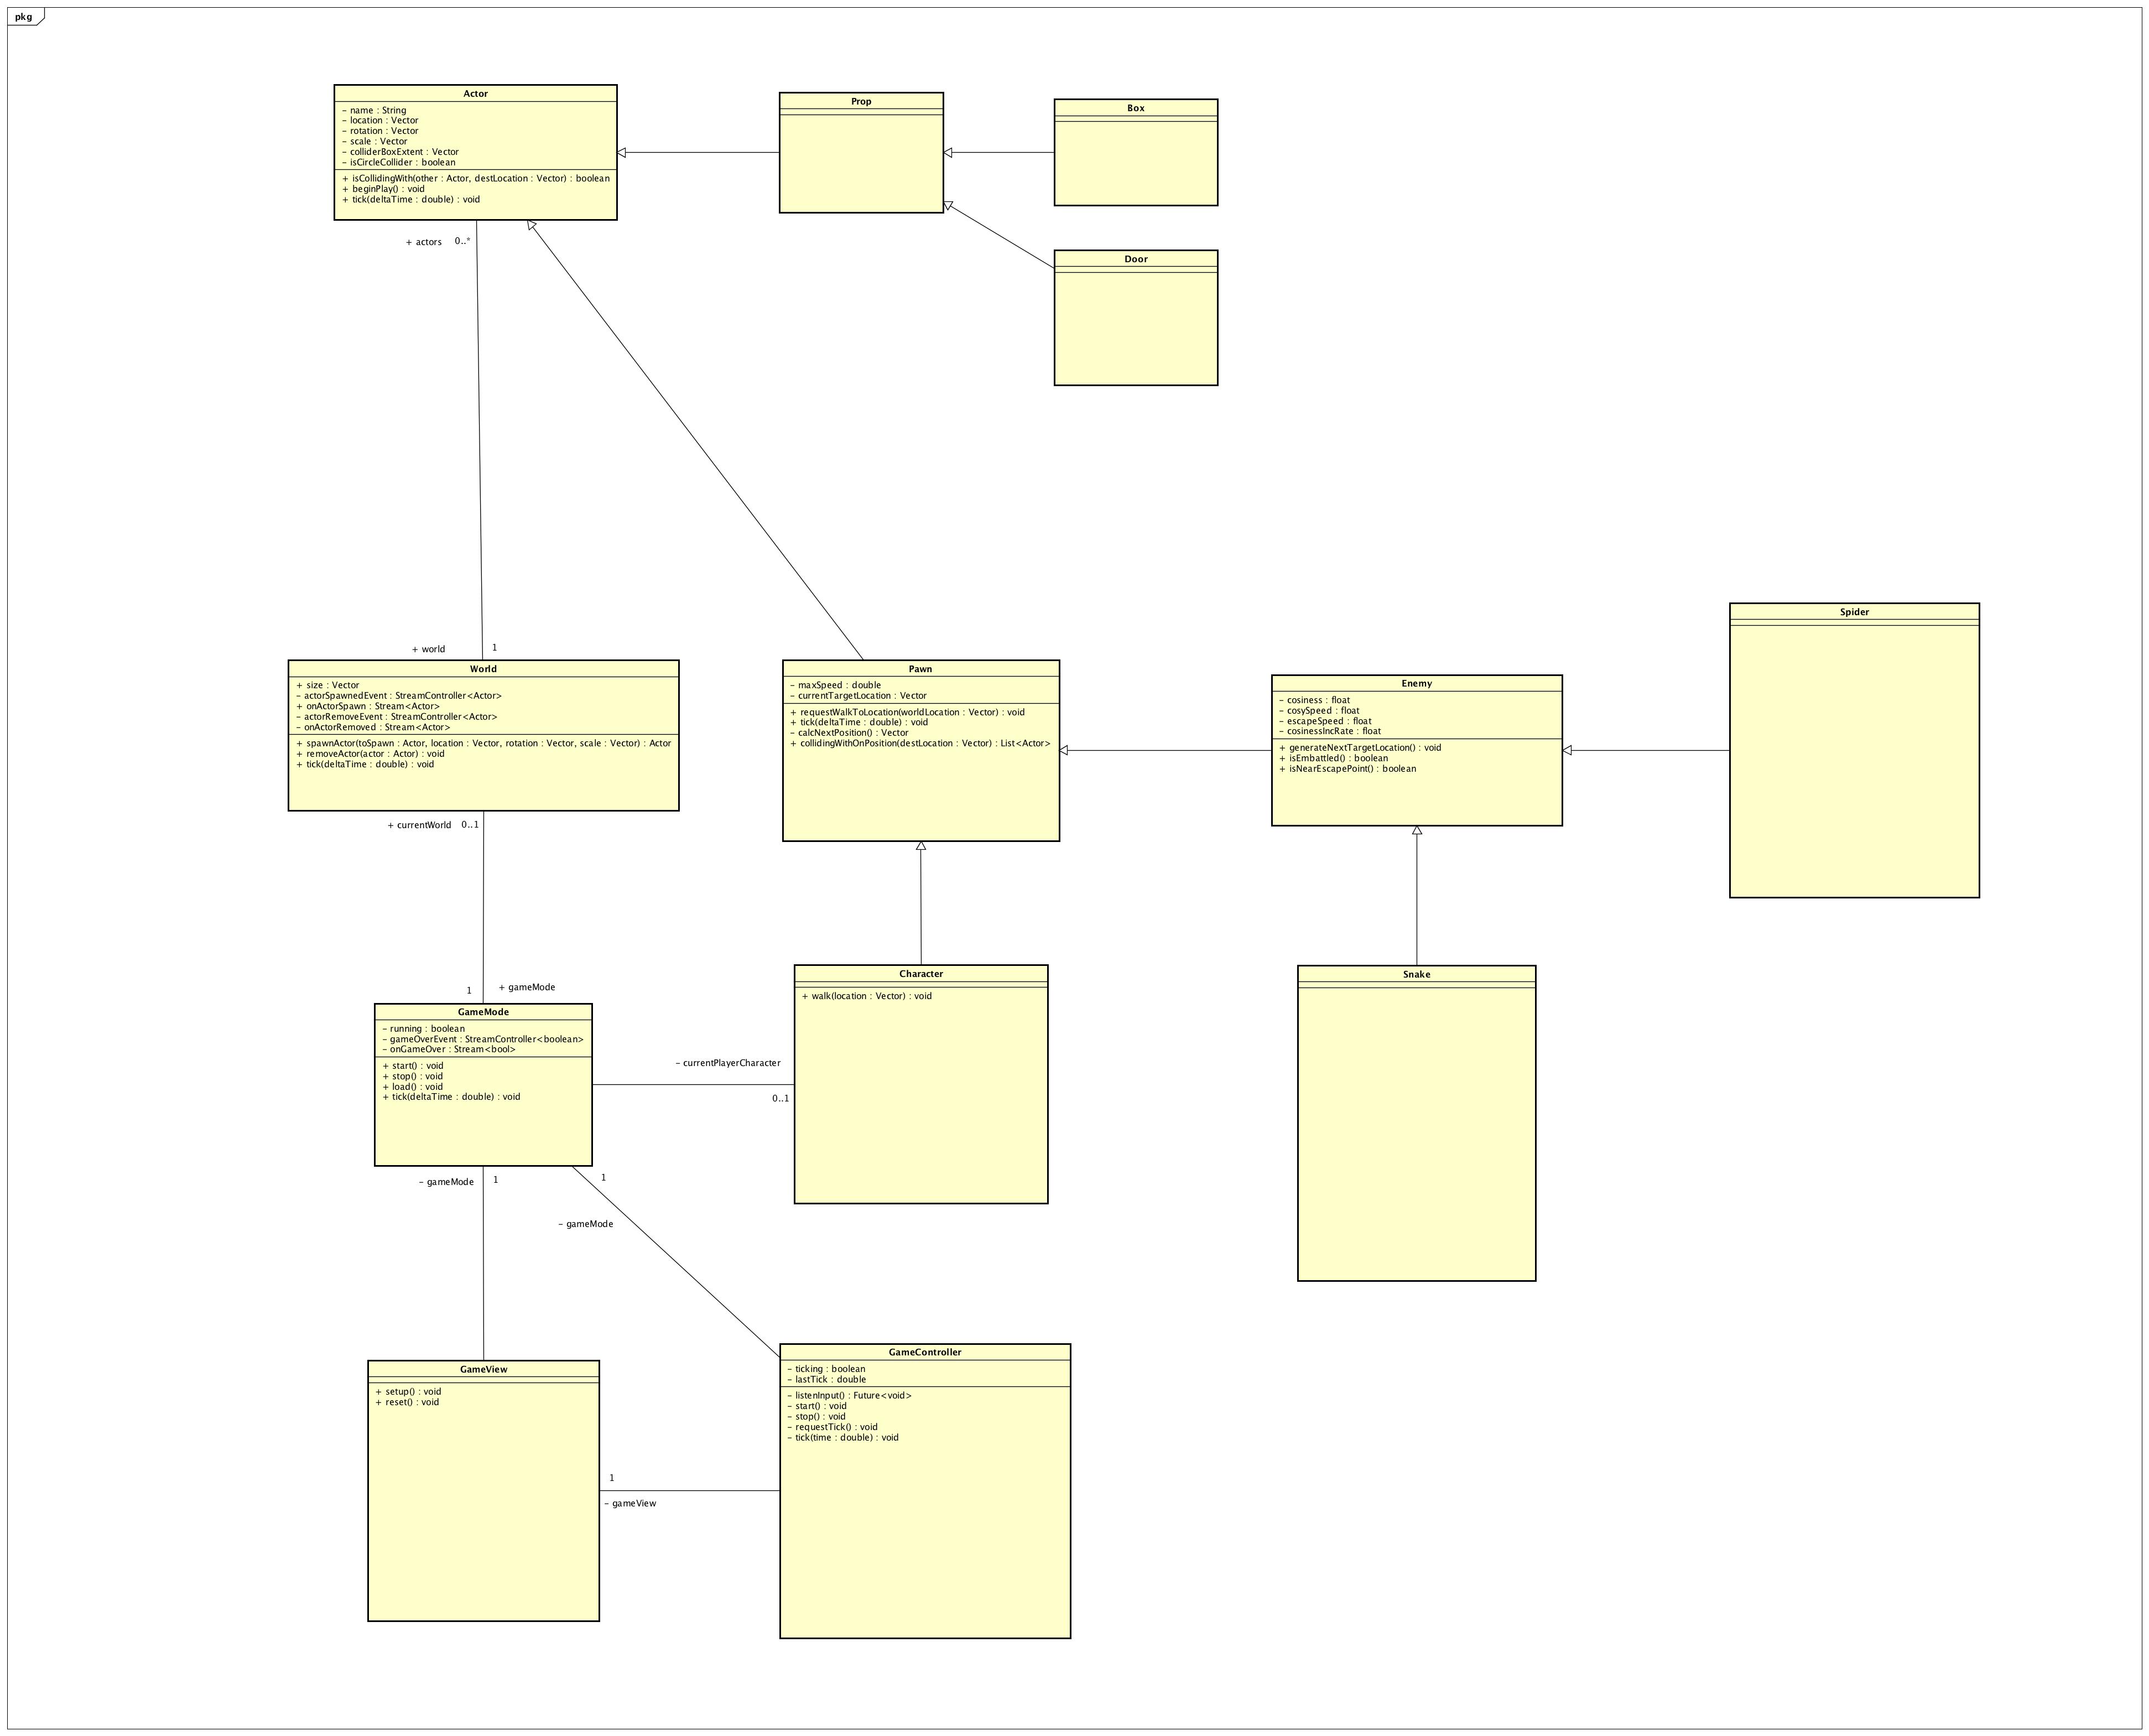 pkg
Actor
– name : String
– location : Vector
– rotation : Vector
– scale : Vector
– colliderBoxExtent : Vector
– isCircleCollider : boolean
+ isCollidingWith(other : Actor, destLocation : Vector) : boolean
+ beginPlay() : void
+ tick(deltaTime : double) : void
Prop
Box
Door
+ actors 0..*
+ world 1
World
+ size : Vector
– actorSpawnedEvent : StreamController<Actor>
+ onActorSpawn : Stream<Actor>
– actorRemoveEvent : StreamController<Actor>
– onActorRemoved : Stream<Actor>
+ spawnActor(toSpawn : Actor, location : Vector, rotation : Vector, scale : Vector) : Actor
+ removeActor(actor : Actor) : void
+ tick(deltaTime : double) : void
Pawn
– maxSpeed : double
– currentTargetLocation : Vector
+ requestWalkToLocation(worldLocation : Vector) : void
+ tick(deltaTime : double) : void
– calcNextPosition() : Vector
+ collidingWithOnPosition(destLocation : Vector) : List<Actor>
Enemy
– cosiness : float
– cosySpeed : float
– escapeSpeed : float
– cosinessIncRate : float
+ generateNextTargetLocation() : void
+ isEmbattled() : boolean
+ isNearEscapePoint() : boolean
Spider
+ currentWorld 0..1
1 + gameMode
GameMode
– running : boolean
– gameOverEvent : StreamController<boolean>
– onGameOver : Stream<bool>
+ start() : void
+ stop() : void
+ load() : void
+ tick(deltaTime : double) : void
– currentPlayerCharacter
0..1
Character
+ walk(location : Vector) : void
Snake
– gameMode 1
1
– gameMode
GameView
+ setup() : void
+ reset() : void
GameController
– ticking : boolean
– lastTick : double
– listenInput() : Future<void>
– start() : void
– stop() : void
– requestTick() : void
– tick(time : double) : void
1
– gameView